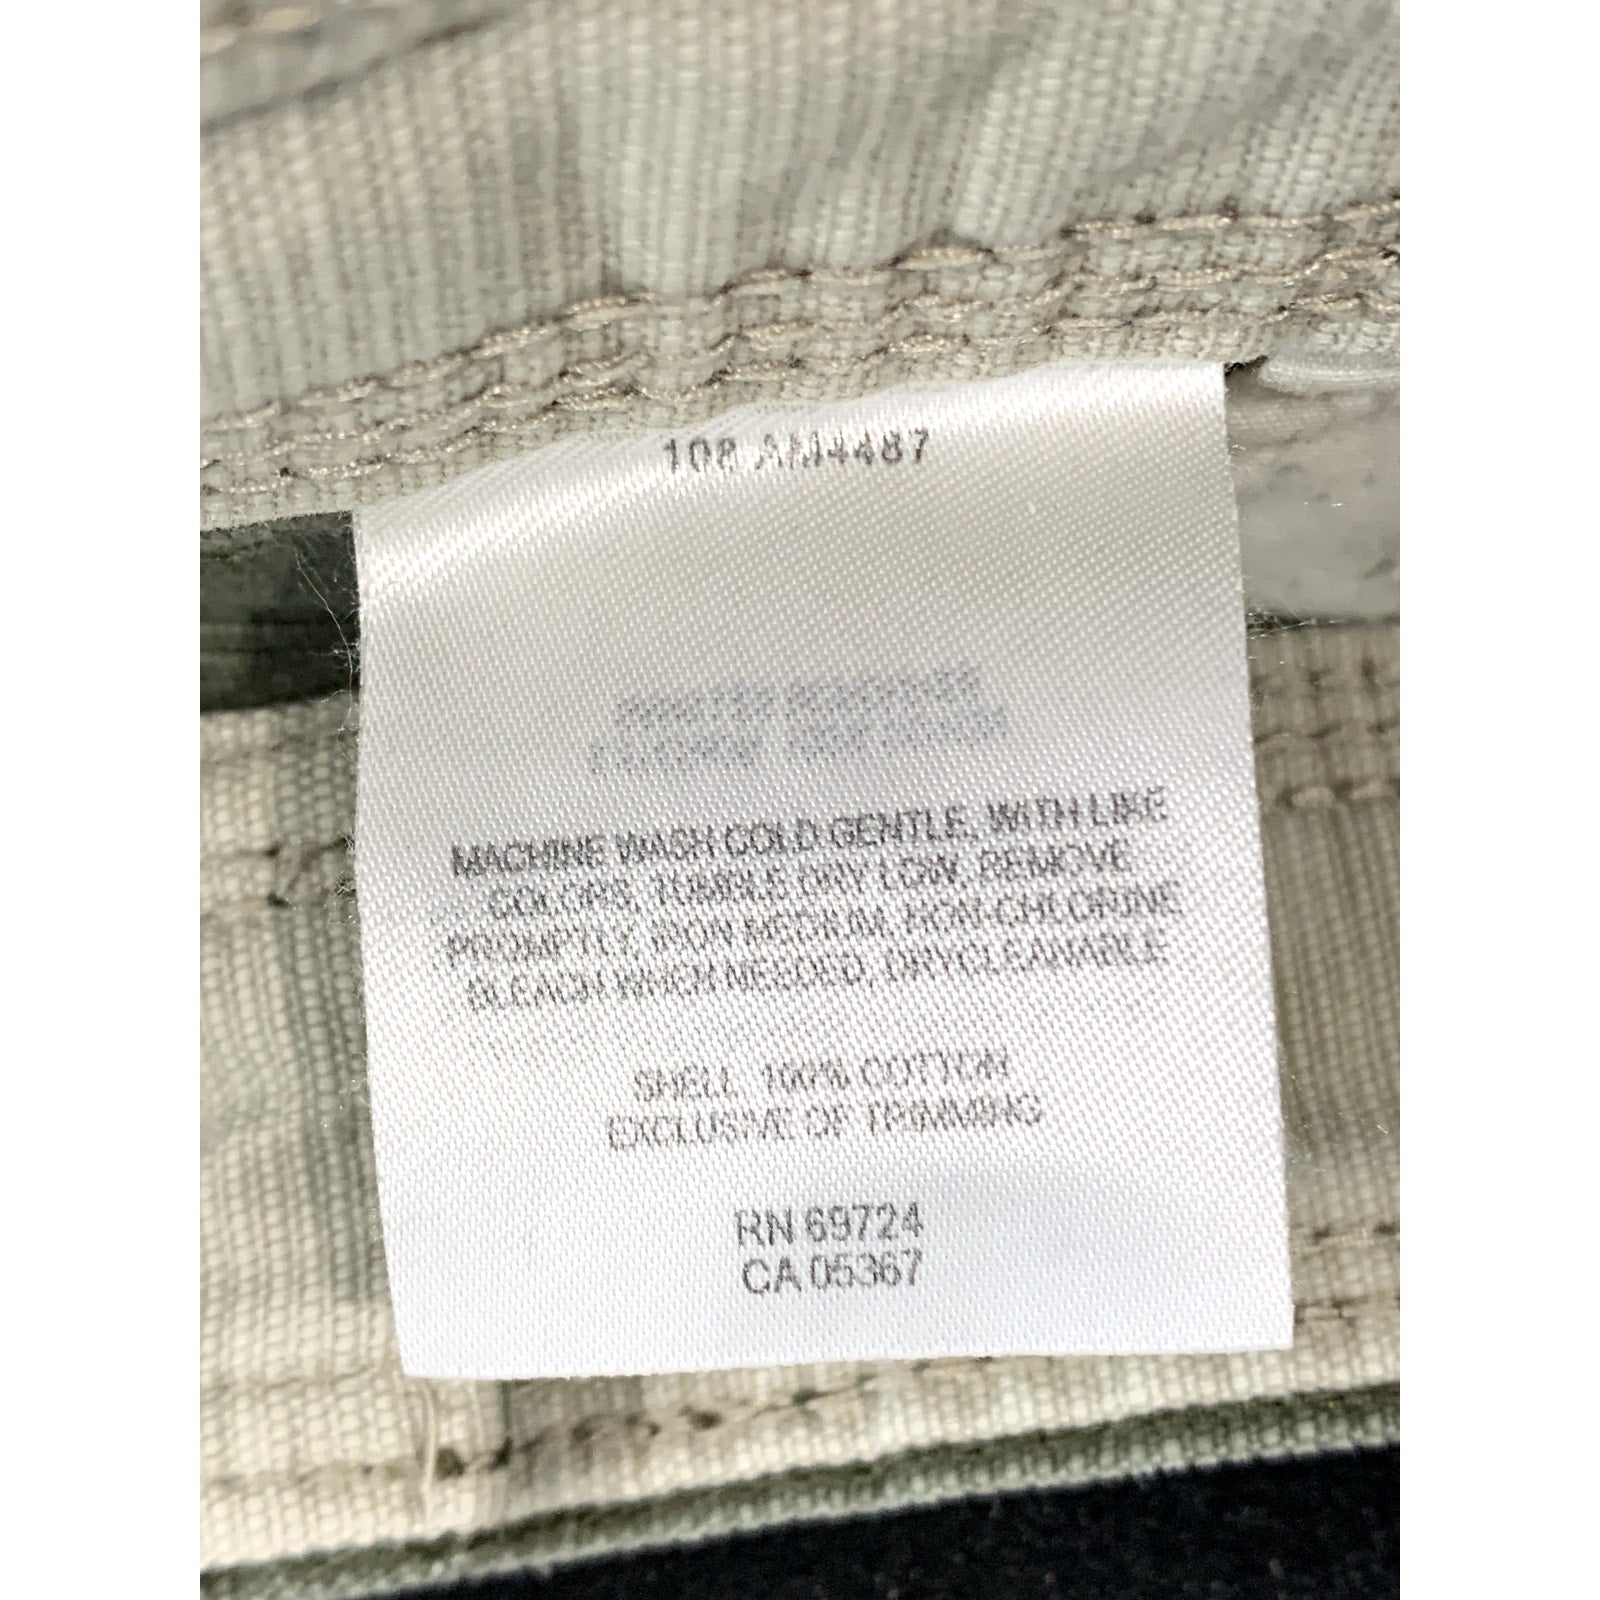 108 AM4487
MACHINE WASH COLD GENTLE, WITH LIKE
COLORS, TUMBLE DRY LOW, REMOVE
PROMPTLY, IRON MEDIUM, NON-CHLORINE
BLEACH WHEN NEEDED, DRYCLEANABLE
SHELL 100% COTTON
EXCLUSIVE OF TRIMMING
RN 69724
CA 05367